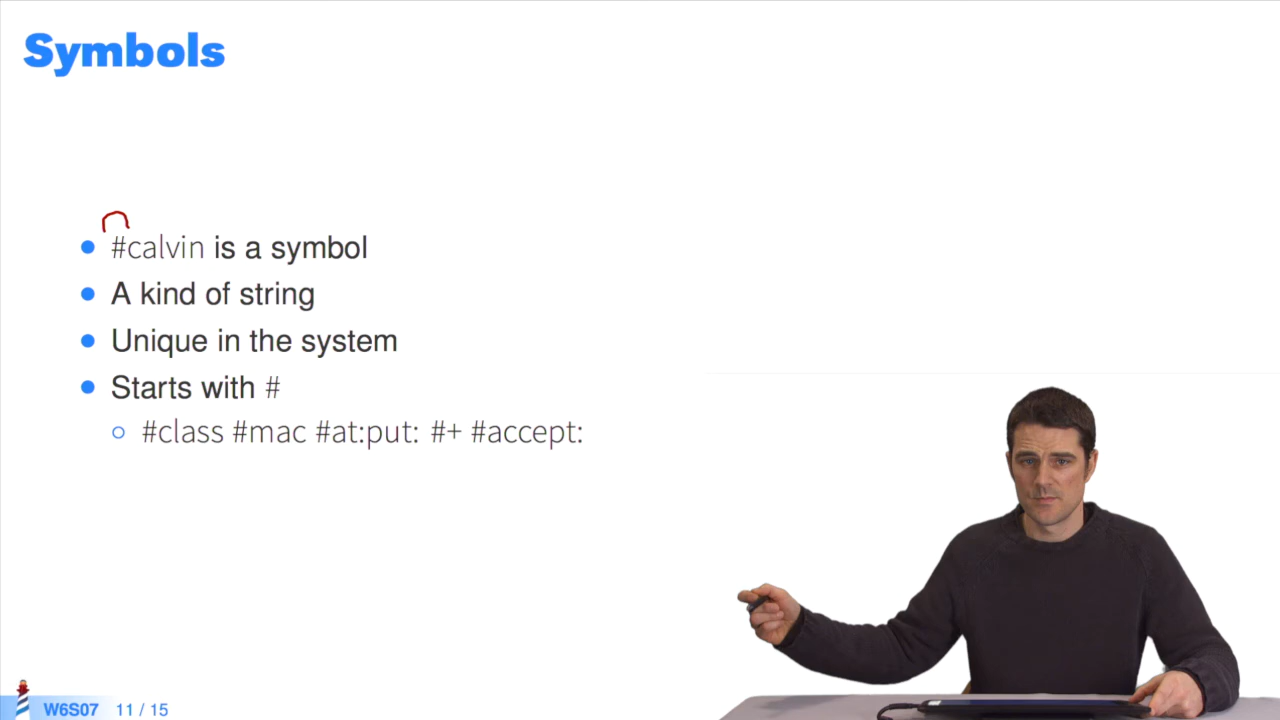 Symbols
#calvin is a symbol
A kind of string
Unique in the system
Starts with #
#class #mac #at:put: #+ #accept:
W6S07 11 / 15